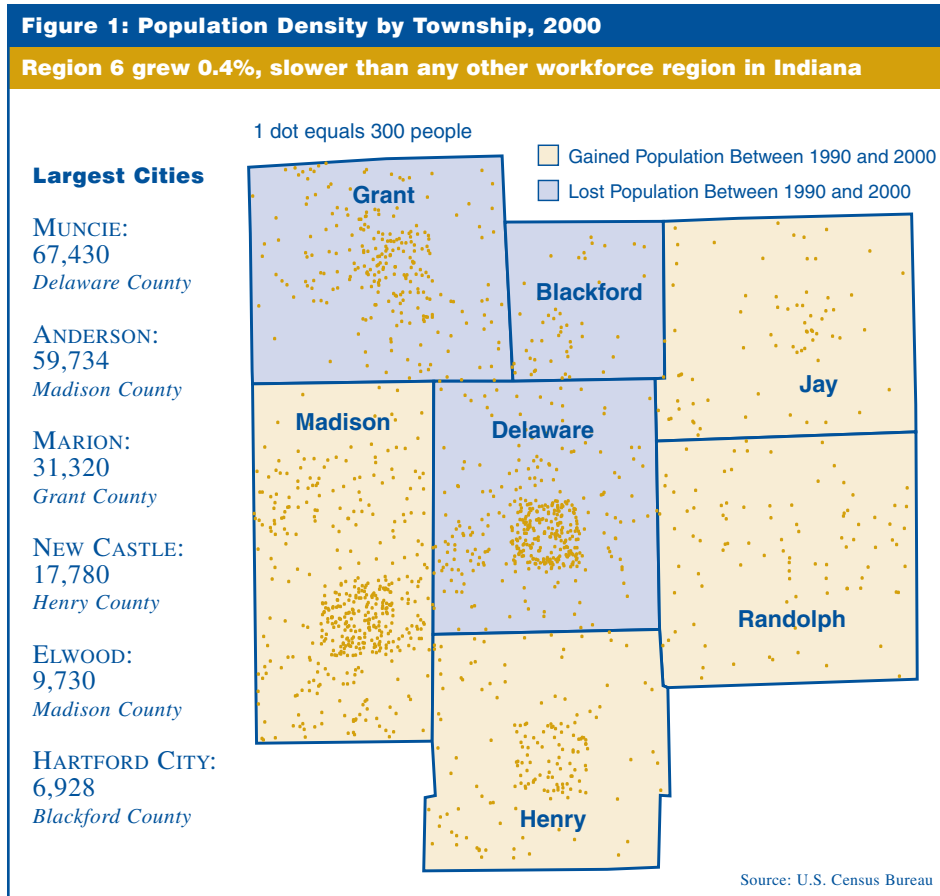 Figure 1: Population Density by Township, 2000
Region 6 grew 0.4%, slower than any other workforce region in Indiana
1 dot equals 300 people
Gained Population Between 1990 and 2000
Lost Population Between 1990 and 2000
Largest Cities
MUNCIE:
67,430
Delaware County
ANDERSON:
59,734
Madison County
MARION:
31,320
Grant County
NEW CASTLE:
17,780
Henry County
ELWOOD:
9,730
Madison County
HARTFORD CITY:
6,928
Blackford County
Grant
Blackford
Jay
Madison
Delaware
Randolph
Henry
Source: U.S. Census Bureau